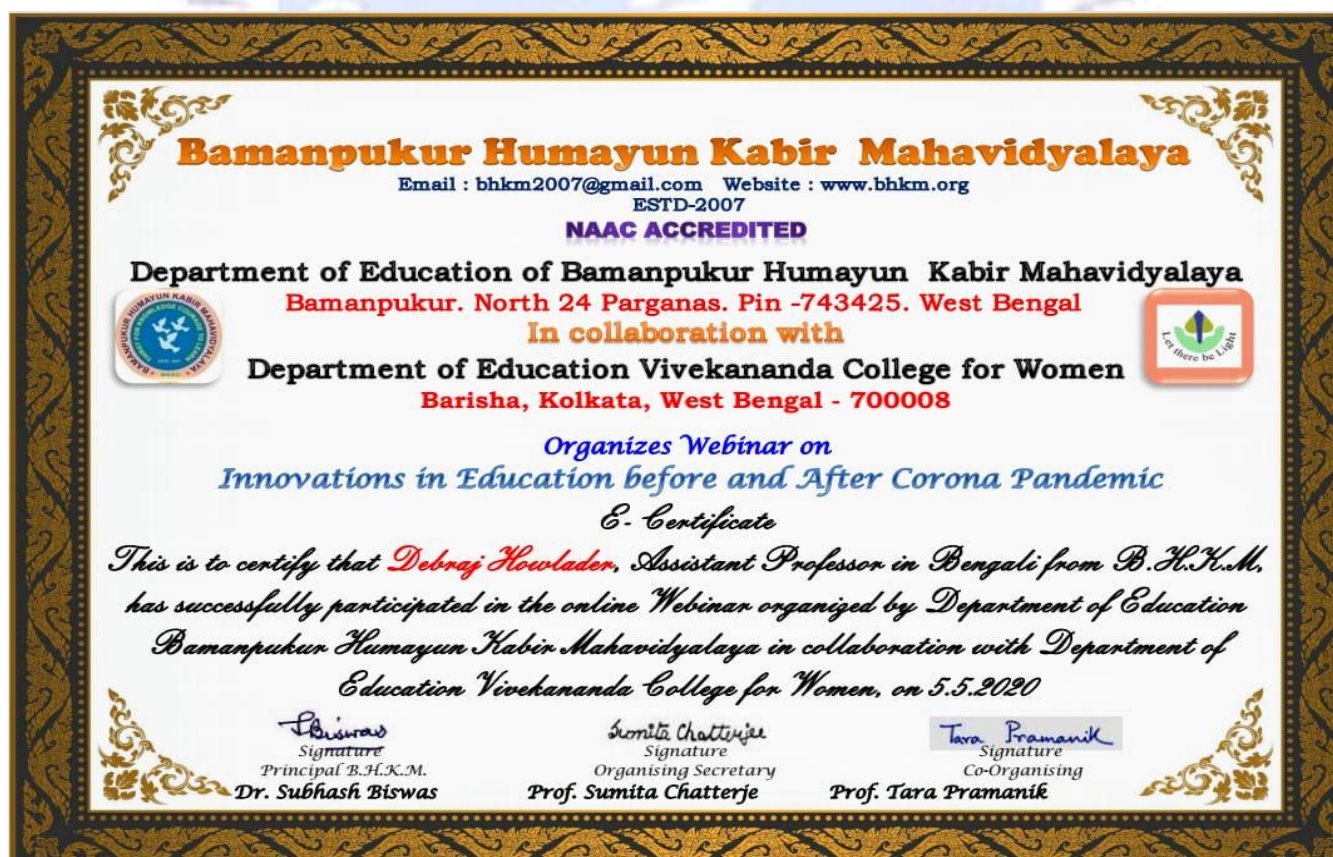 Bamanpukur Humayun Kabir Mahavidyalaya
Email : bhkm2007@gmail.com Website : www.bhkm.org
ESTD-2007
NAAC ACCREDITED
Department of Education of Bamanpukur Humayun Kabir Mahavidyalaya
Bamanpukur. North 24 Parganas. Pin -743425. West Bengal
In collaboration with
Department of Education Vivekananda College for Women
Barisha, Kolkata, West Bengal - 700008
BAMANPUKUR HUMAYUN KABIR MAHAVIDYALAYA
Let there be Light
Organizes Webinar on
Innovations in Education before and After Corona Pandemic
E- Certificate
This is to certify that Debraj Howlader, Assistant Professor in Bengali from B.H.K.M,
has successfully participated in the online Webinar organized by Department of Education
Bamanpukur Humayun Kabir Mahavidyalaya in collaboration with Department of
Education Vivekananda College for Women, on 5.5.2020
SBiswas Sumita Chatterjee Tara Pramanik
Signature Signature Signature
Principal B.H.K.M. Organising Secretary Co-Organising
Dr. Subhash Biswas Prof. Sumita Chatterje Prof. Tara Pramanik